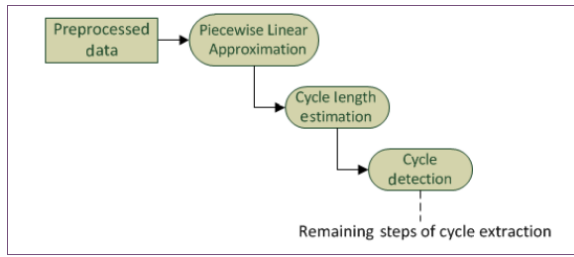 Preprocessed
data
Piecewise Linear
Approximation
Cycle length
estimation
Cycle
detection
Remaining steps of cycle extraction